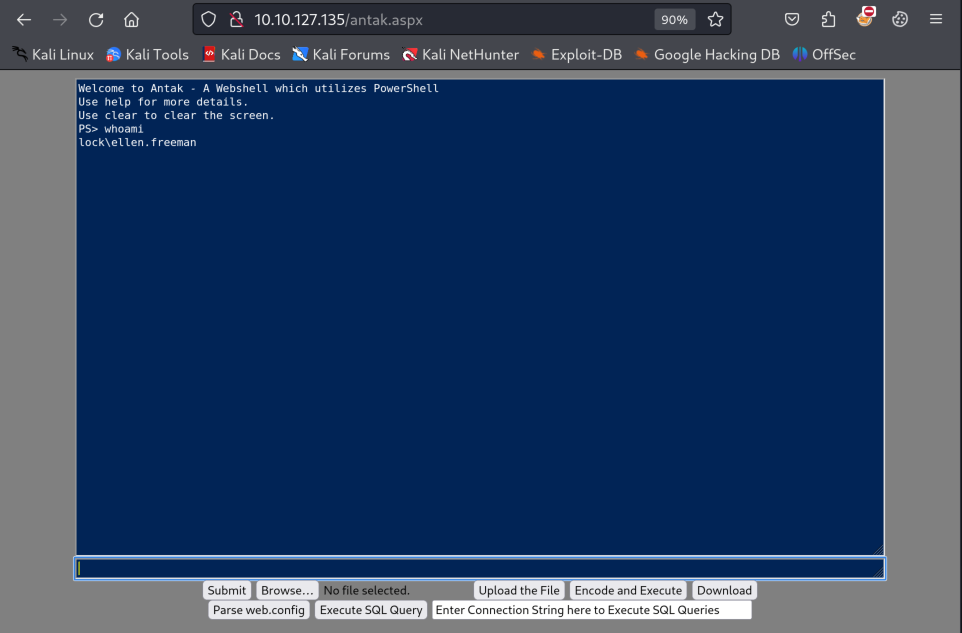 10.10.127.135/antak.aspx
90%
Kali Linux Kali Tools Kali Docs Kali Forums Kali NetHunter Exploit-DB Google Hacking DB OffSec
Welcome to Antak - A Webshell which utilizes PowerShell
Use help for more details.
Use clear to clear the screen.
PS> whoami
lock\ellen.freeman
Submit Browse... No file selected. Upload the File Encode and Execute Download
Parse web.config Execute SQL Query Enter Connection String here to Execute SQL Queries